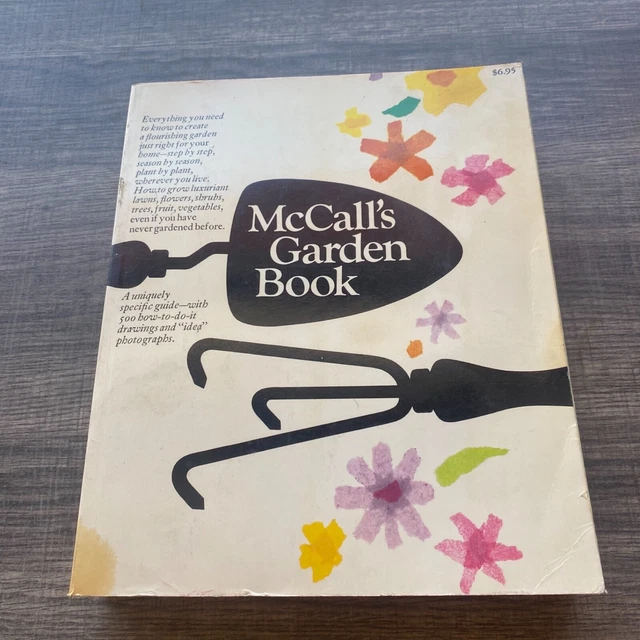 $6.95
Everything you need
to know to create
a flourishing garden
just right for your
home—step by step,
season by season,
plant by plant,
wherever you live.
How to grow luxuriant
lawns, flowers, shrubs,
trees, fruit, vegetables,
even if you have
never gardened before.
McCall's
Garden
Book
A uniquely
specific guide—with
500 how-to-do-it
drawings and "idea"
photographs.